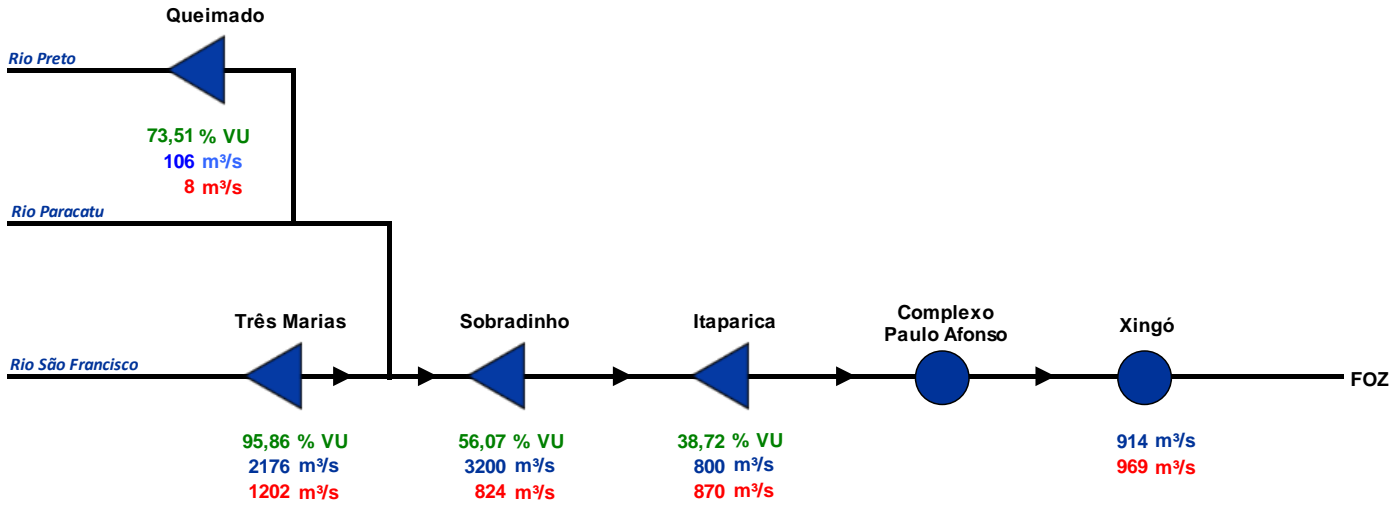 Queimado
Rio Preto
73,51 % VU
106 m³/s
8 m³/s
Rio Paracatu
Três Marias
Sobradinho
Itaparica
Complexo
Paulo Afonso
Xingó
Rio São Francisco
FOZ
95,86 % VU
2176 m³/s
1202 m³/s
56,07 % VU
3200 m³/s
824 m³/s
38,72 % VU
800 m³/s
870 m³/s
914 m³/s
969 m³/s